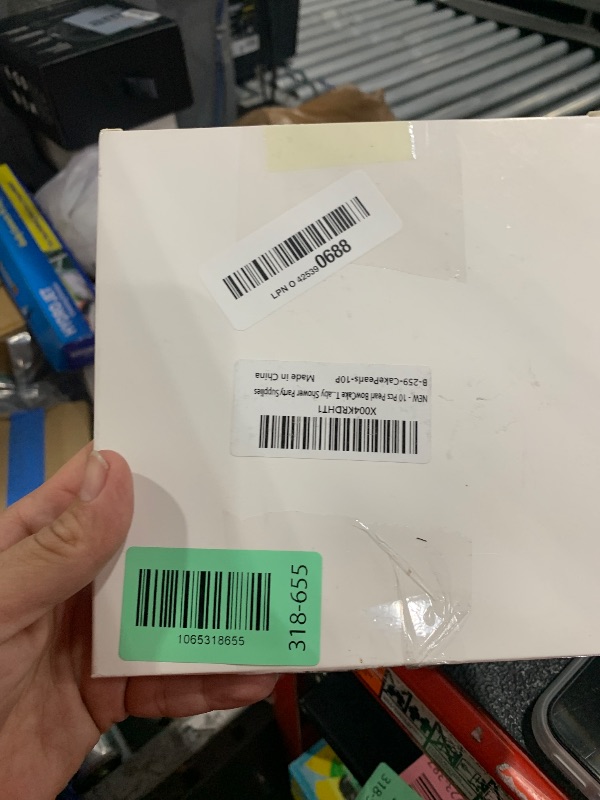 LPN O 42539 0688
X004KRDHT1
NEW - 10 Pcs Pearl BowCake T...aby Shower Party Supplies
B-259-CakePearls-10P Made in China
1065318655
318-655